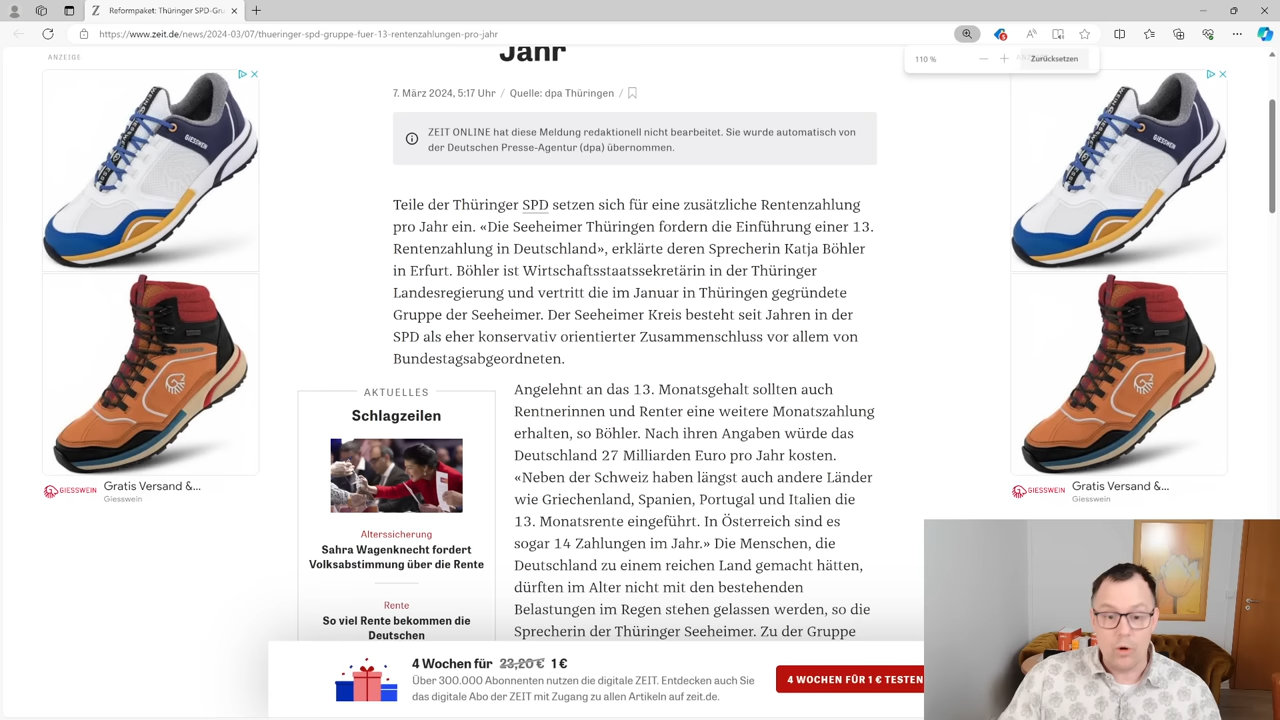 Reformpaket: Thüringer SPD-Gru
https://www.zeit.de/news/2024-03/07/thueringer-spd-gruppe-fuer-13-rentenzahlungen-pro-jahr
110 %
Zurücksetzen
ANZEIGE
Jahr
7. März 2024, 5:17 Uhr / Quelle: dpa Thüringen /
ZEIT ONLINE hat diese Meldung redaktionell nicht bearbeitet. Sie wurde automatisch von
der Deutschen Presse-Agentur (dpa) übernommen.
Teile der Thüringer SPD setzen sich für eine zusätzliche Rentenzahlung
pro Jahr ein. «Die Seeheimer Thüringen fordern die Einführung einer 13.
Rentenzahlung in Deutschland», erklärte deren Sprecherin Katja Böhler
in Erfurt. Böhler ist Wirtschaftsstaatssekretärin in der Thüringer
Landesregierung und vertritt die im Januar in Thüringen gegründete
Gruppe der Seeheimer. Der Seeheimer Kreis besteht seit Jahren in der
SPD als eher konservativ orientierter Zusammenschluss vor allem von
Bundestagsabgeordneten.
AKTUELLES
Schlagzeilen
Alterssicherung
Sahra Wagenknecht fordert
Volksabstimmung über die Rente
Rente
So viel Rente bekommen die
Deutschen
Angelehnt an das 13. Monatsgehalt sollten auch
Rentnerinnen und Renter eine weitere Monatszahlung
erhalten, so Böhler. Nach ihren Angaben würde das
Deutschland 27 Milliarden Euro pro Jahr kosten.
«Neben der Schweiz haben längst auch andere Länder
wie Griechenland, Spanien, Portugal und Italien die
13. Monatsrente eingeführt. In Österreich sind es
sogar 14 Zahlungen im Jahr.» Die Menschen, die
Deutschland zu einem reichen Land gemacht hätten,
dürften im Alter nicht mit den bestehenden
Belastungen im Regen stehen gelassen werden, so die
Sprecherin der Thüringer Seeheimer. Zu der Gruppe
GIESSWEIN
Gratis Versand &...
Giesswein
GIESSWEIN
Gratis Versand &...
Giesswein
4 Wochen für 23,20 € 1 €
Über 300.000 Abonnenten nutzen die digitale ZEIT. Entdecken auch Sie
das digitale Abo der ZEIT mit Zugang zu allen Artikeln auf zeit.de.
4 WOCHEN FÜR 1 € TESTEN